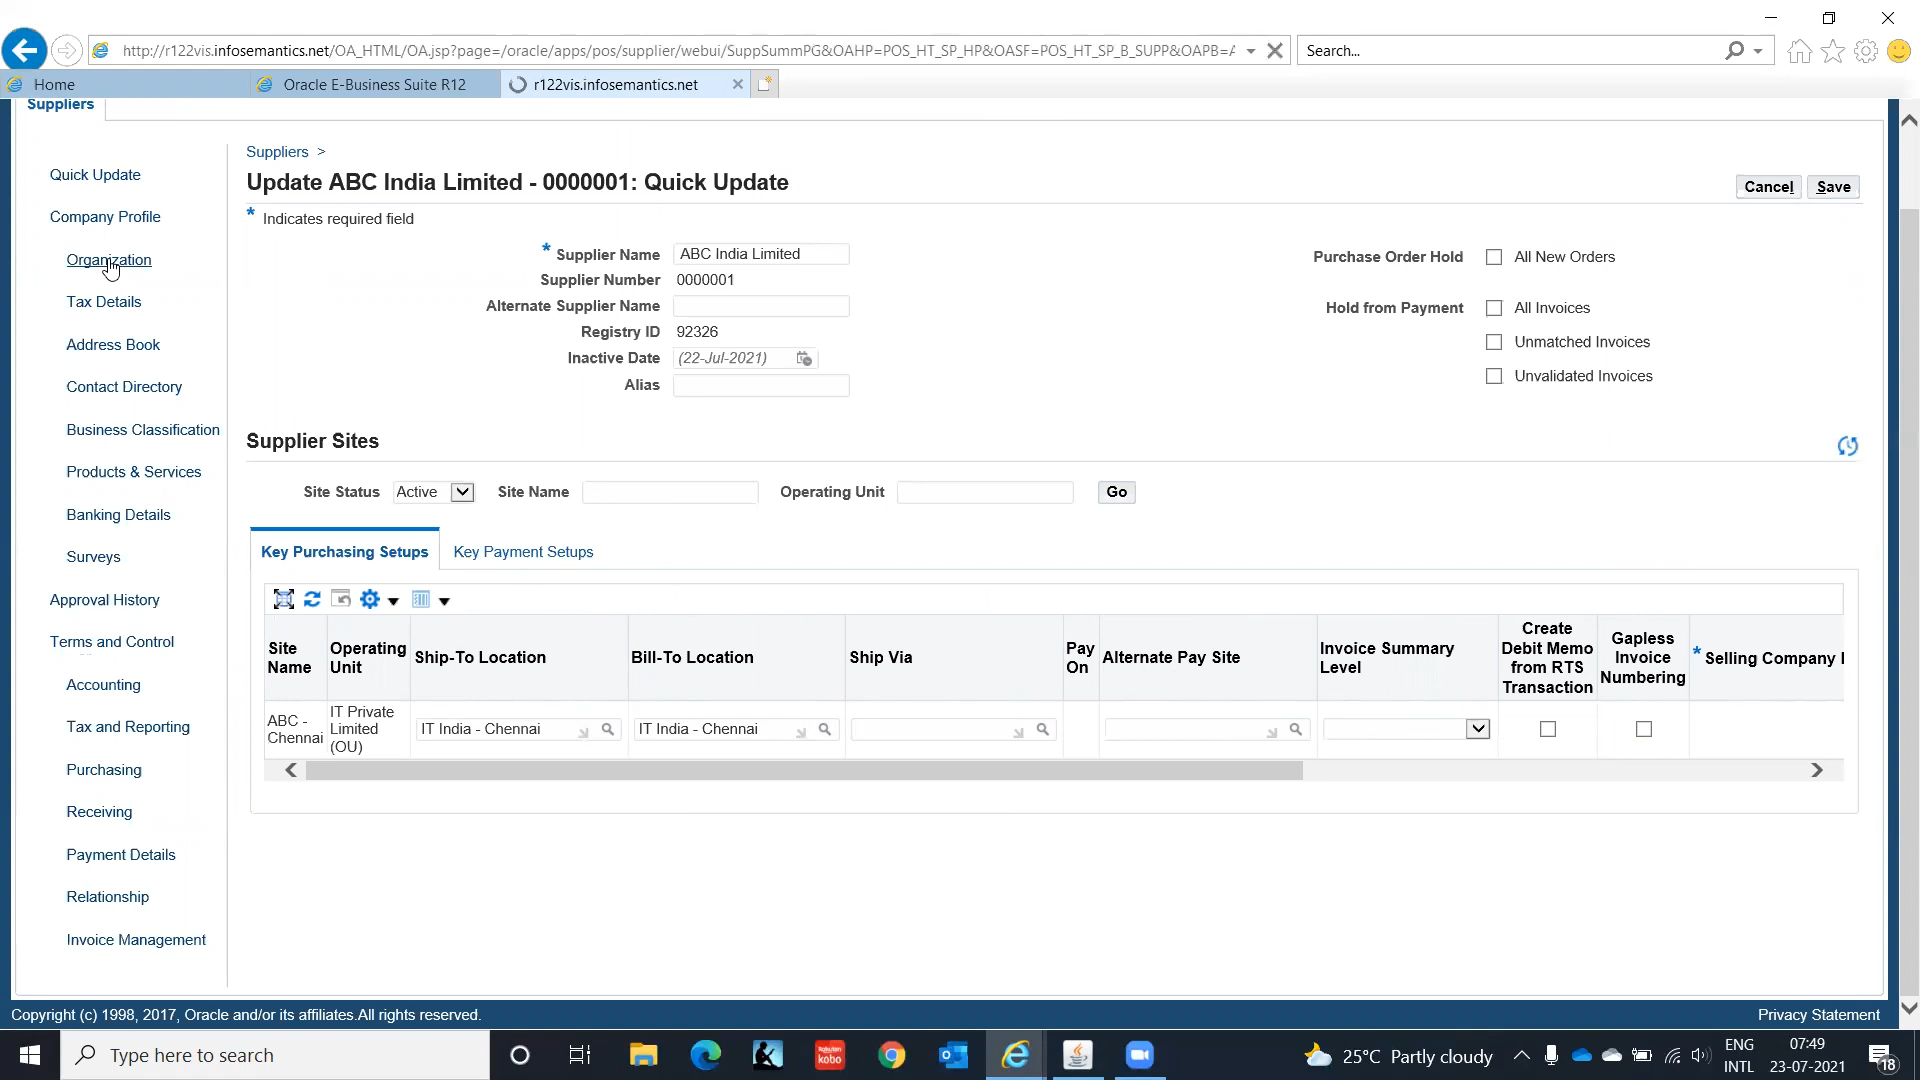 http://r122vis.infosemantics.net/OA_HTML/OA.jsp?page=/oracle/apps/pos/supplier/webui/SuppSummPG&OAHP=POS_HT_SP_HP&OASF=POS_HT_SP_B_SUPP&OAPB=A
Search...
Home
Oracle E-Business Suite R12
r122vis.infosemantics.net
Suppliers
Quick Update
Company Profile
Organization
Tax Details
Address Book
Contact Directory
Business Classification
Products & Services
Banking Details
Surveys
Approval History
Terms and Control
Accounting
Tax and Reporting
Purchasing
Receiving
Payment Details
Relationship
Invoice Management
Suppliers >
Update ABC India Limited - 0000001: Quick Update
Cancel Save
* Indicates required field
* Supplier Name ABC India Limited
Supplier Number 0000001
Alternate Supplier Name
Registry ID 92326
Inactive Date (22-Jul-2021)
Alias
Purchase Order Hold All New Orders
Hold from Payment All Invoices
Unmatched Invoices
Unvalidated Invoices
Supplier Sites
Site Status Active Site Name Operating Unit Go
Key Purchasing Setups Key Payment Setups
Site Name
Operating Unit
Ship-To Location
Bill-To Location
Ship Via
Pay On
Alternate Pay Site
Invoice Summary Level
Create Debit Memo from RTS Transaction
Gapless Invoice Numbering
* Selling Company I
ABC - Chennai
IT Private Limited (OU)
IT India - Chennai
IT India - Chennai
Copyright (c) 1998, 2017, Oracle and/or its affiliates.All rights reserved.
Privacy Statement
Type here to search
Rakuten kobo
25°C Partly cloudy
ENG
INTL
07:49
23-07-2021
18